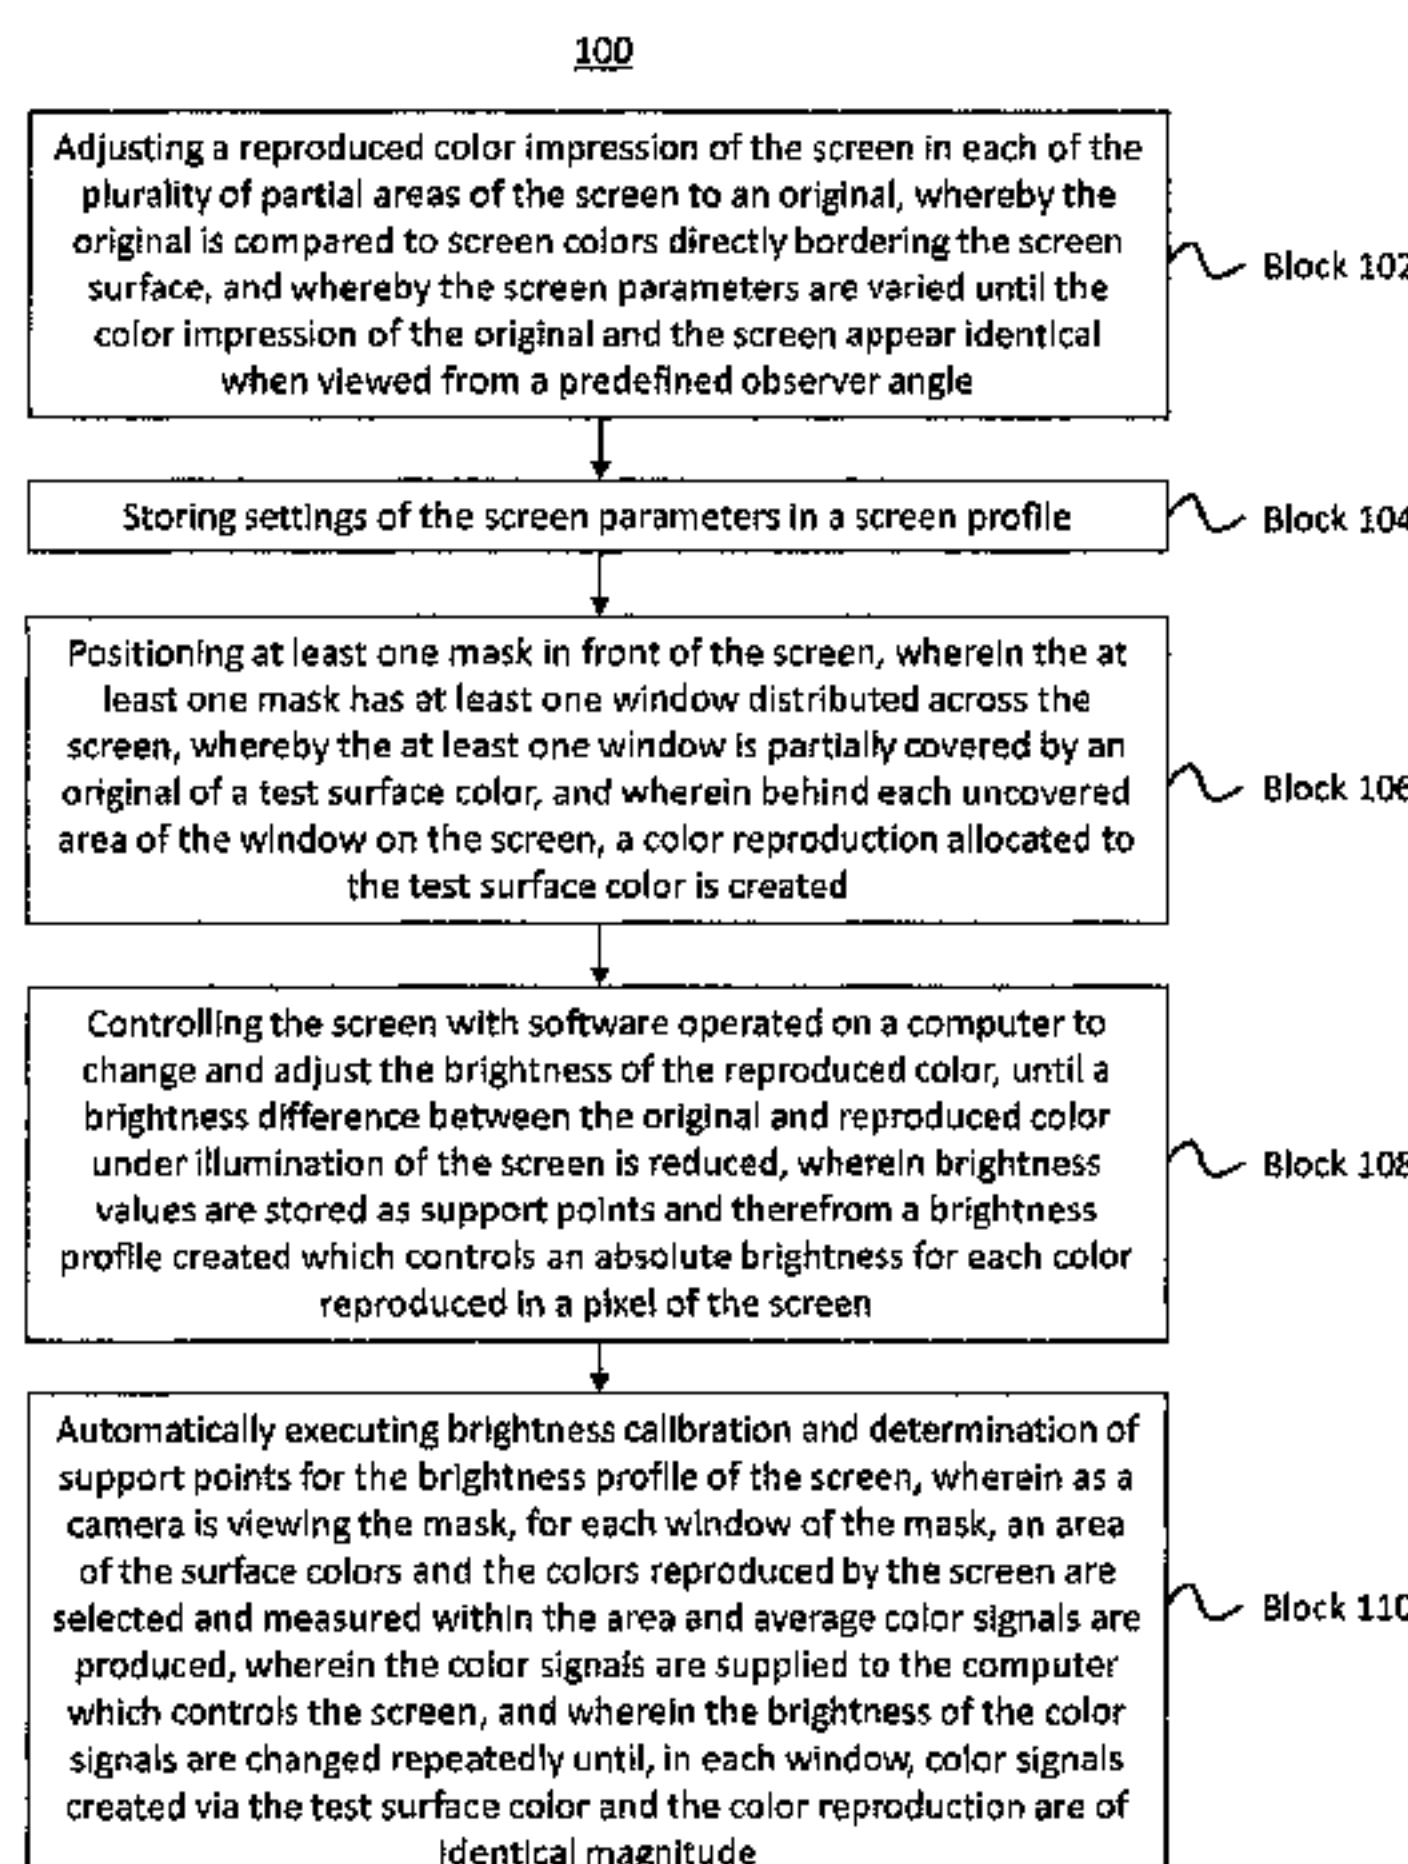 100
Adjusting a reproduced color impression of the screen in each of the
plurality of partial areas of the screen to an original, whereby the
original is compared to screen colors directly bordering the screen
surface, and whereby the screen parameters are varied until the
color impression of the original and the screen appear identical
when viewed from a predefined observer angle
Block 102
Storing settings of the screen parameters in a screen profile
Block 104
Positioning at least one mask in front of the screen, wherein the at
least one mask has at least one window distributed across the
screen, whereby the at least one window is partially covered by an
original of a test surface color, and wherein behind each uncovered
area of the window on the screen, a color reproduction allocated to
the test surface color is created
Block 106
Controlling the screen with software operated on a computer to
change and adjust the brightness of the reproduced color, until a
brightness difference between the original and reproduced color
under illumination of the screen is reduced, wherein brightness
values are stored as support points and therefrom a brightness
profile created which controls an absolute brightness for each color
reproduced in a pixel of the screen
Block 108
Automatically executing brightness calibration and determination of
support points for the brightness profile of the screen, wherein as a
camera is viewing the mask, for each window of the mask, an area
of the surface colors and the colors reproduced by the screen are
selected and measured within the area and average color signals are
produced, wherein the color signals are supplied to the computer
which controls the screen, and wherein the brightness of the color
signals are changed repeatedly until, in each window, color signals
created via the test surface color and the color reproduction are of
identical magnitude
Block 110